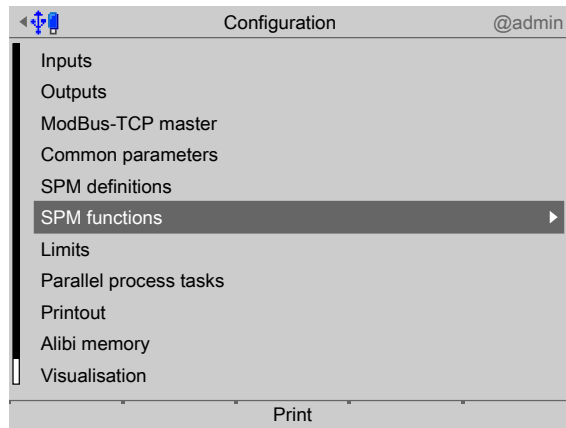 Configuration @admin
Inputs
Outputs
ModBus-TCP master
Common parameters
SPM definitions
SPM functions
Limits
Parallel process tasks
Printout
Alibi memory
Visualisation
Print